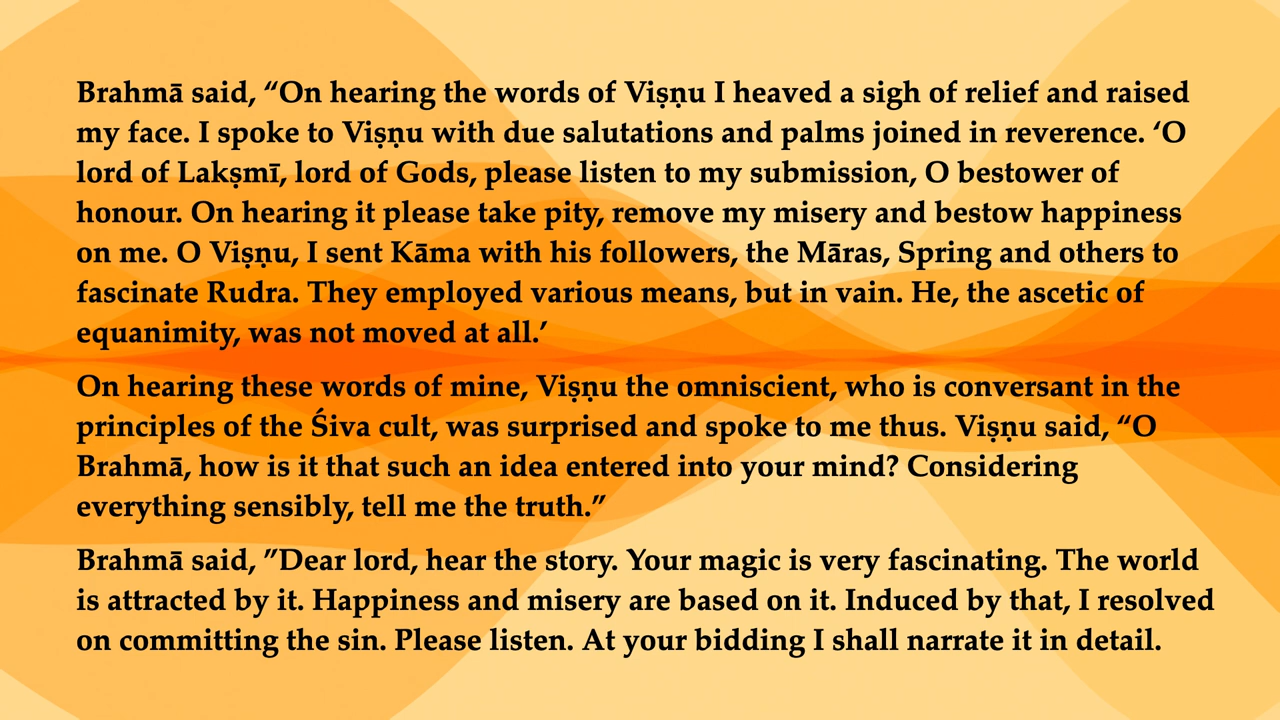 Brahmā said, “On hearing the words of Viṣṇu I heaved a sigh of relief and raised
my face. I spoke to Viṣṇu with due salutations and palms joined in reverence. ‘O
lord of Lakṣmī, lord of Gods, please listen to my submission, O bestower of
honour. On hearing it please take pity, remove my misery and bestow happiness
on me. O Viṣṇu, I sent Kāma with his followers, the Māras, Spring and others to
fascinate Rudra. They employed various means, but in vain. He, the ascetic of
equanimity, was not moved at all.’
On hearing these words of mine, Viṣṇu the omniscient, who is conversant in the
principles of the Śiva cult, was surprised and spoke to me thus. Viṣṇu said, “O
Brahmā, how is it that such an idea entered into your mind? Considering
everything sensibly, tell me the truth.”
Brahmā said, ”Dear lord, hear the story. Your magic is very fascinating. The world
is attracted by it. Happiness and misery are based on it. Induced by that, I resolved
on committing the sin. Please listen. At your bidding I shall narrate it in detail.